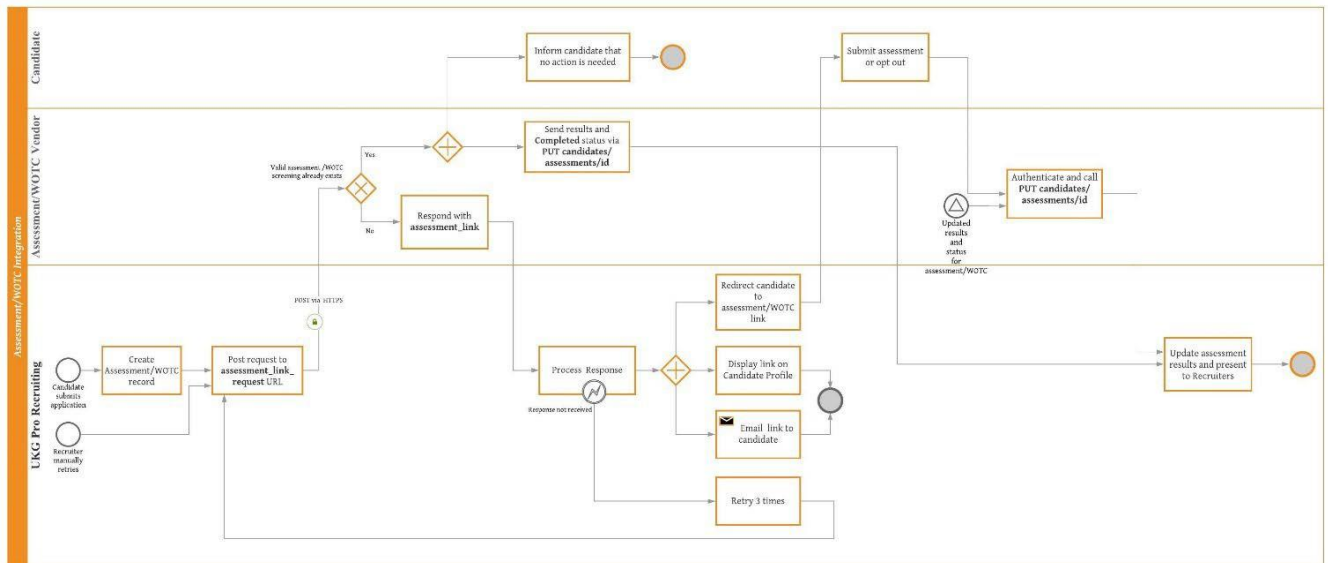 Assessment/WOTC Integration
Candidate
Inform candidate that
no action is needed
Submit assessment
or opt out
Assessment/WOTC Vendor
Valid assessment /WOTC
screening already exists
Yes
No
Send results and
Completed status via
PUT candidates/
assessments/id
Respond with
assessment_link
Authenticate and call
PUT candidates/
assessments/id
Updated
results
and
status
for
assessment/WOTC
UKG Pro Recruiting
POST via HTTPS
Candidate
submits
application
Create
Assessment/WOTC
record
Post request to
assessment_link_
request URL
Recruiter
manually
retries
Process Response
Response not received
Redirect candidate
to
assessment/WOTC
link
Display link on
Candidate Profile
Email link to
candidate
Retry 3 times
Update assessment
results and present
to Recruiters